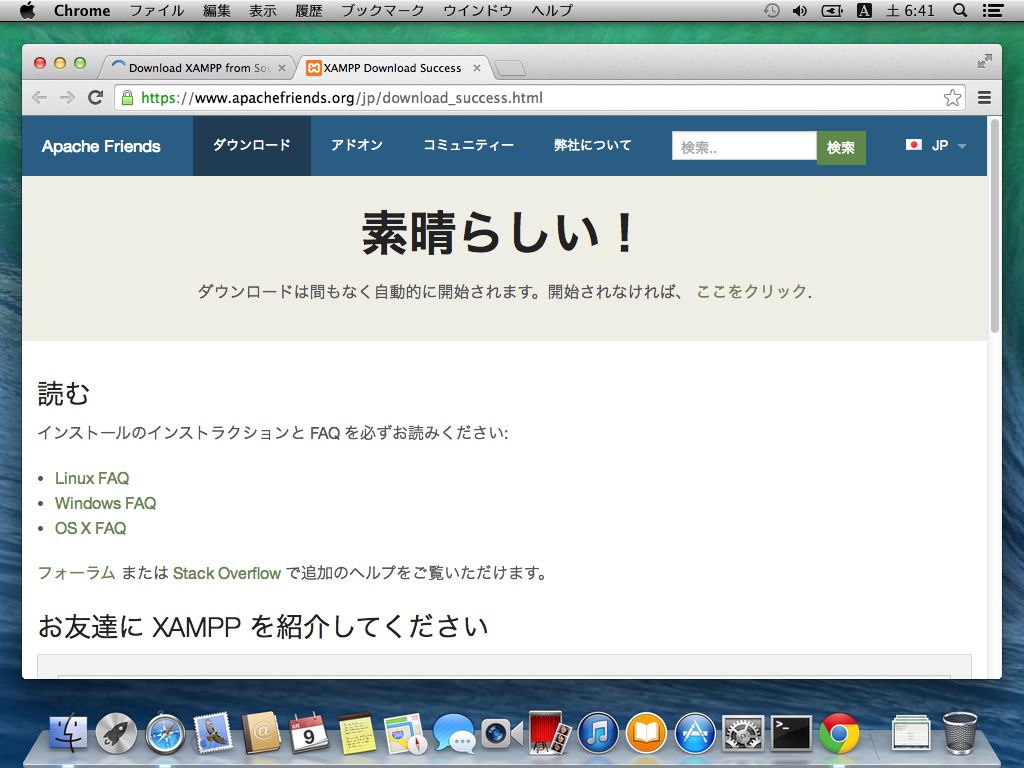 Chrome ファイル 編集 表示 履歴 ブックマーク ウインドウ ヘルプ A 土 6:41
Download XAMPP from Sou
XAMPP Download Success
https://www.apachefriends.org/jp/download_success.html
Apache Friends ダウンロード アドオン コミュニティー 弊社について 検索.. 検索 JP
素晴らしい！
ダウンロードは間もなく自動的に開始されます。開始されなければ、 ここをクリック.
読む
インストールのインストラクションと FAQ を必ずお読みください:
Linux FAQ
Windows FAQ
OS X FAQ
フォーラム または Stack Overflow で追加のヘルプをご覧いただけます。
お友達に XAMPP を紹介してください
9